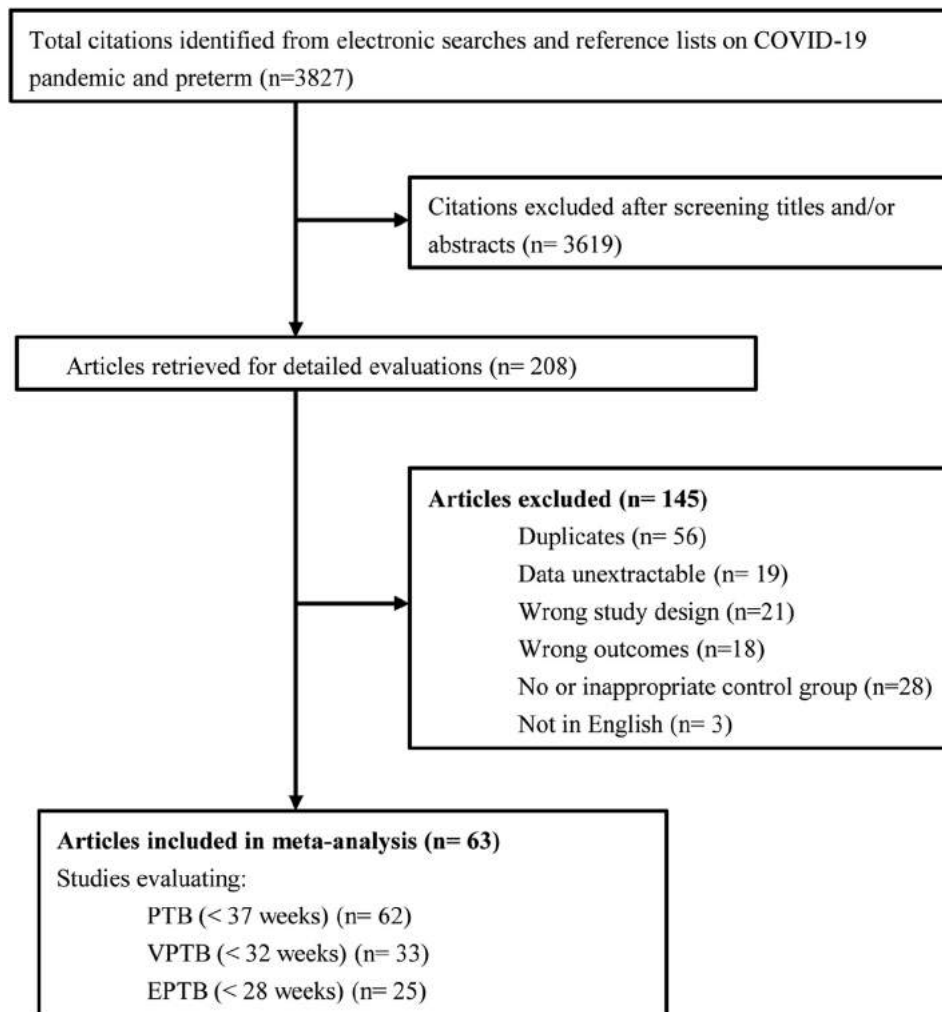 Total citations identified from electronic searches and reference lists on COVID-19
pandemic and preterm (n=3827)
Citations excluded after screening titles and/or
abstracts (n= 3619)
Articles retrieved for detailed evaluations (n= 208)
Articles excluded (n= 145)
Duplicates (n= 56)
Data unextractable (n= 19)
Wrong study design (n=21)
Wrong outcomes (n=18)
No or inappropriate control group (n=28)
Not in English (n= 3)
Articles included in meta-analysis (n= 63)
Studies evaluating:
PTB (< 37 weeks) (n= 62)
VPTB (< 32 weeks) (n= 33)
EPTB (< 28 weeks) (n= 25)